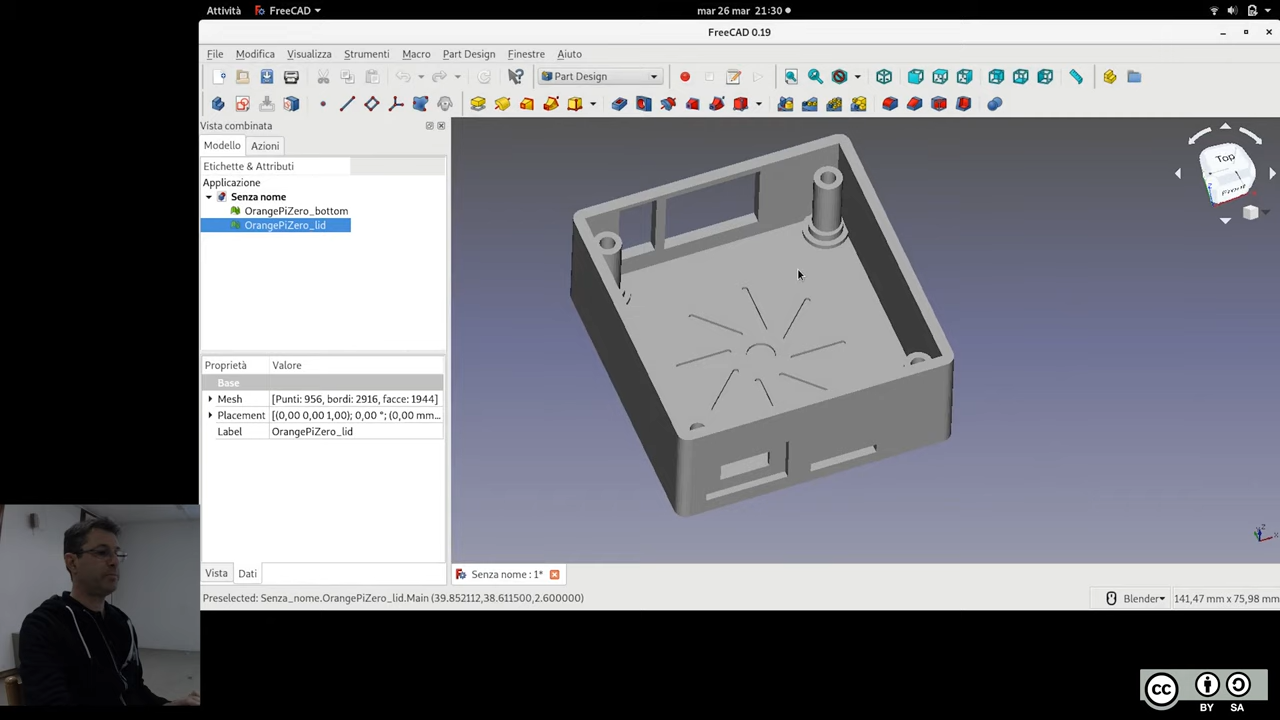 Attività
FreeCAD
mar 26 mar 21:30
FreeCAD 0.19
File Modifica Visualizza Strumenti Macro Part Design Finestre Aiuto
Part Design
Vista combinata
Modello Azioni
Etichette & Attributi
Applicazione
Senza nome
OrangePiZero_bottom
OrangePiZero_lid
Top
Front
Proprietà Valore
Base
Mesh [Punti: 956, bordi: 2916, facce: 1944]
Placement [(0,00 0,00 1,00); 0,00 °; (0,00 mm...
Label OrangePiZero_lid
Vista Dati
Senza nome : 1*
Preselected: Senza_nome.OrangePiZero_lid.Main (39.852112,38.611500,2.600000)
Blender
141,47 mm x 75,98 mm
CC
BY SA